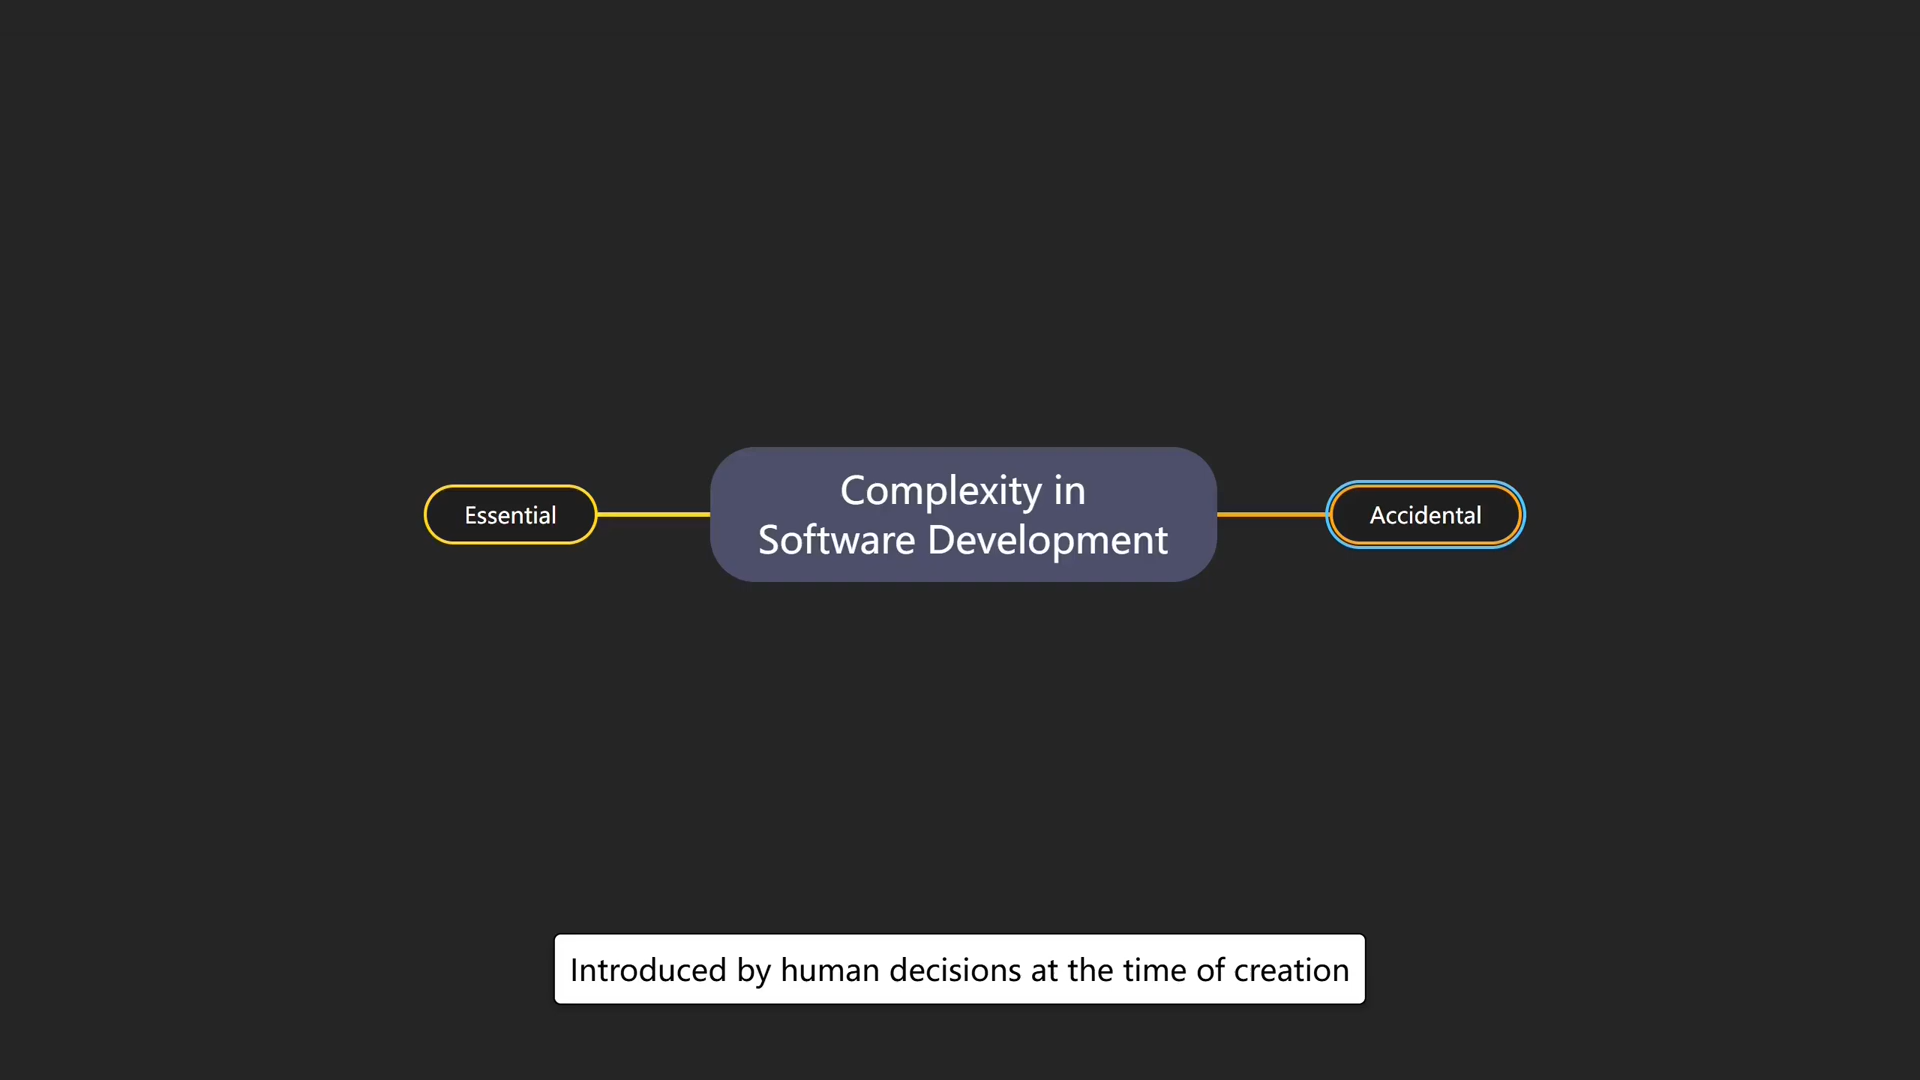 Essential
Complexity in
Software Development
Accidental
Introduced by human decisions at the time of creation